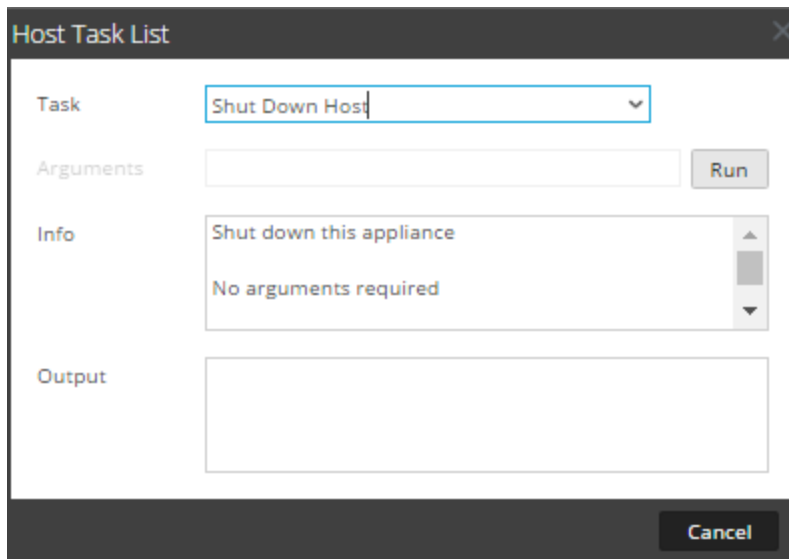 Host Task List
Task
Shut Down Host
Arguments
Run
Info
Shut down this appliance
No arguments required
Output
Cancel